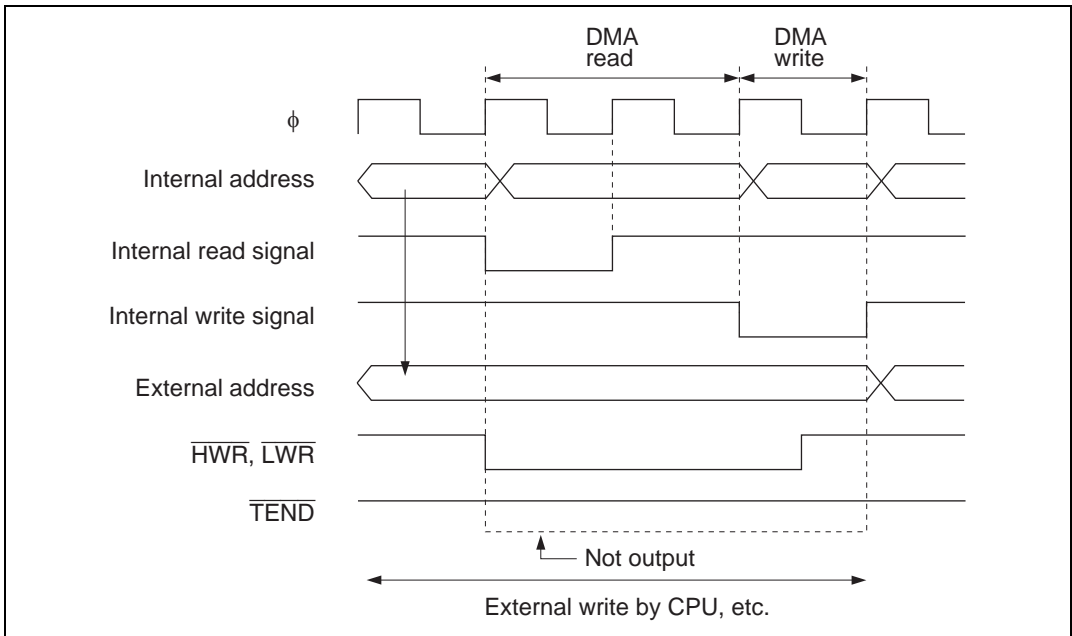 DMA
read
DMA
write
ϕ
Internal address
Internal read signal
Internal write signal
External address
HWR, LWR
TEND
Not output
External write by CPU, etc.